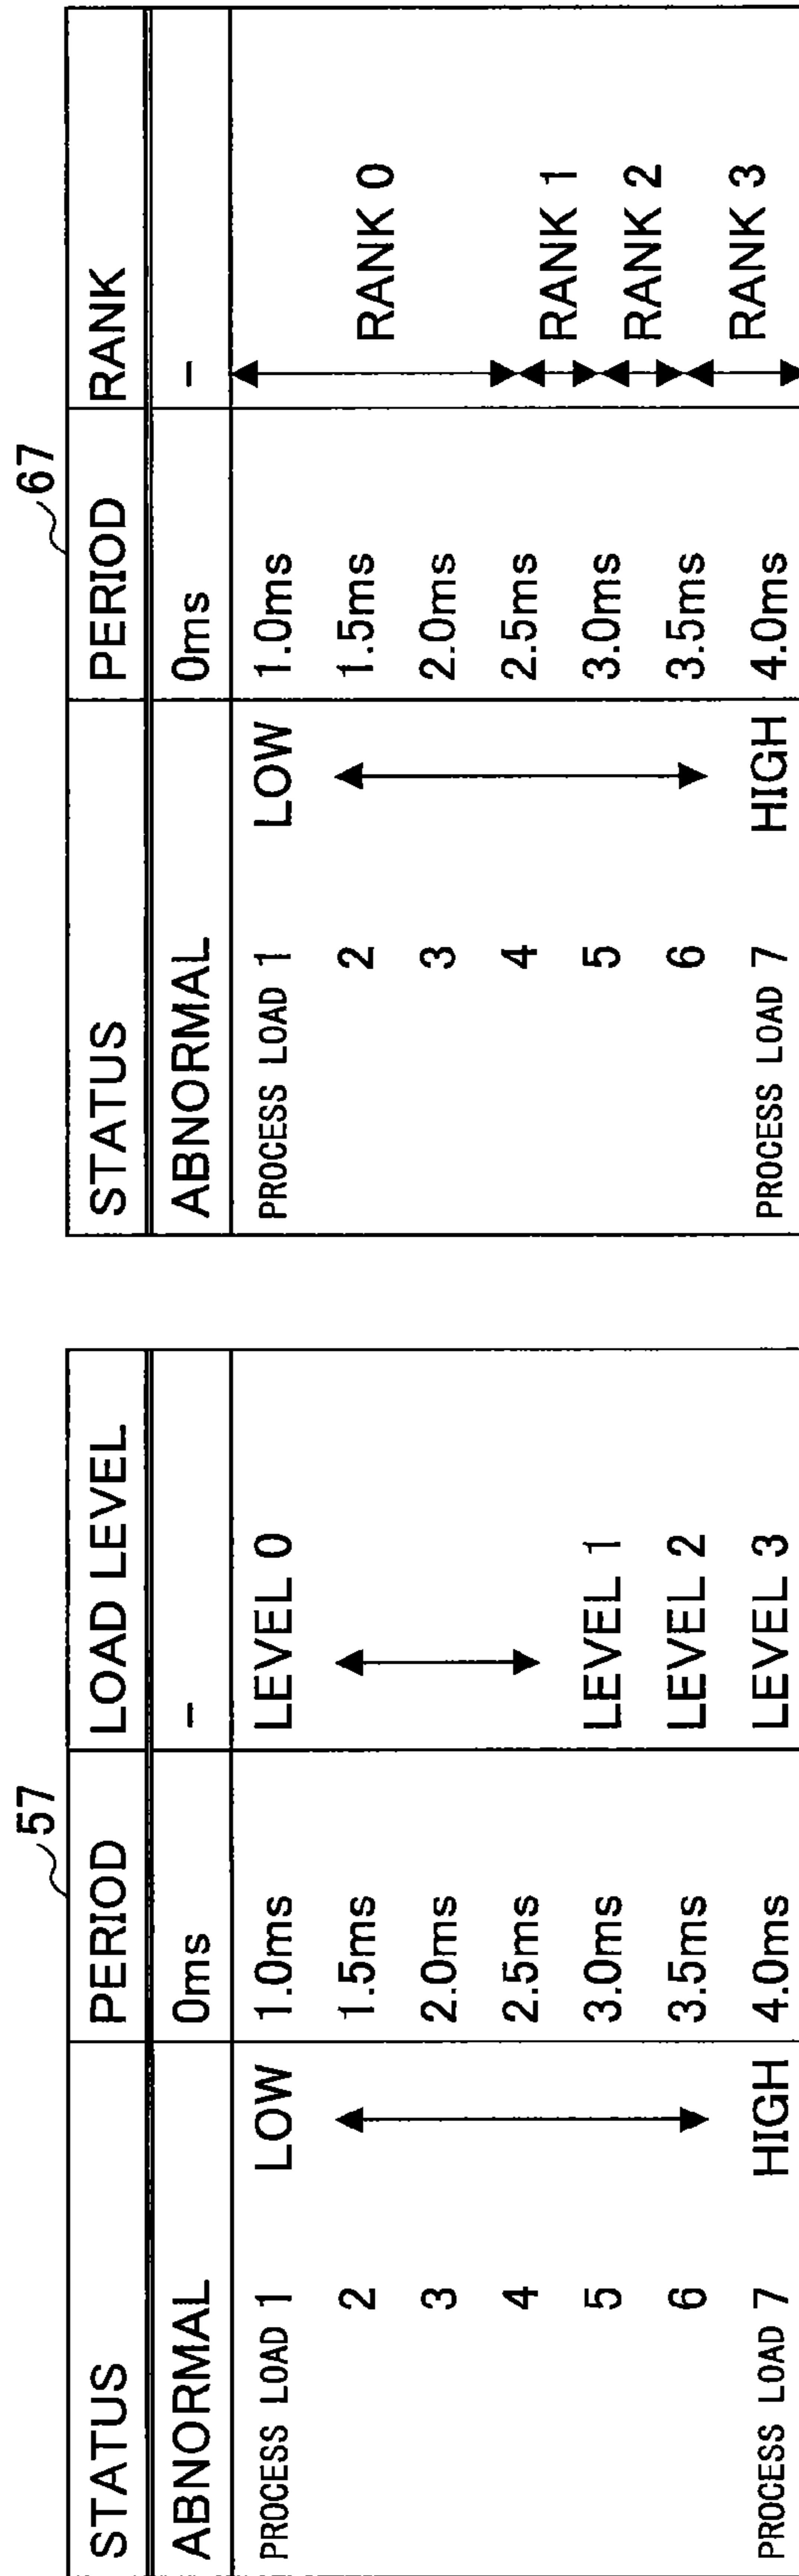 57
STATUS PERIOD LOAD LEVEL
ABNORMAL 0ms –
PROCESS LOAD 1 LOW 1.0ms LEVEL 0
2 1.5ms
3 2.0ms
4 2.5ms
5 3.0ms LEVEL 1
6 3.5ms LEVEL 2
PROCESS LOAD 7 HIGH 4.0ms LEVEL 3
67
STATUS PERIOD RANK
ABNORMAL 0ms –
PROCESS LOAD 1 LOW 1.0ms
2 1.5ms RANK 0
3 2.0ms
4 2.5ms
5 3.0ms RANK 1
6 3.5ms RANK 2
PROCESS LOAD 7 HIGH 4.0ms RANK 3